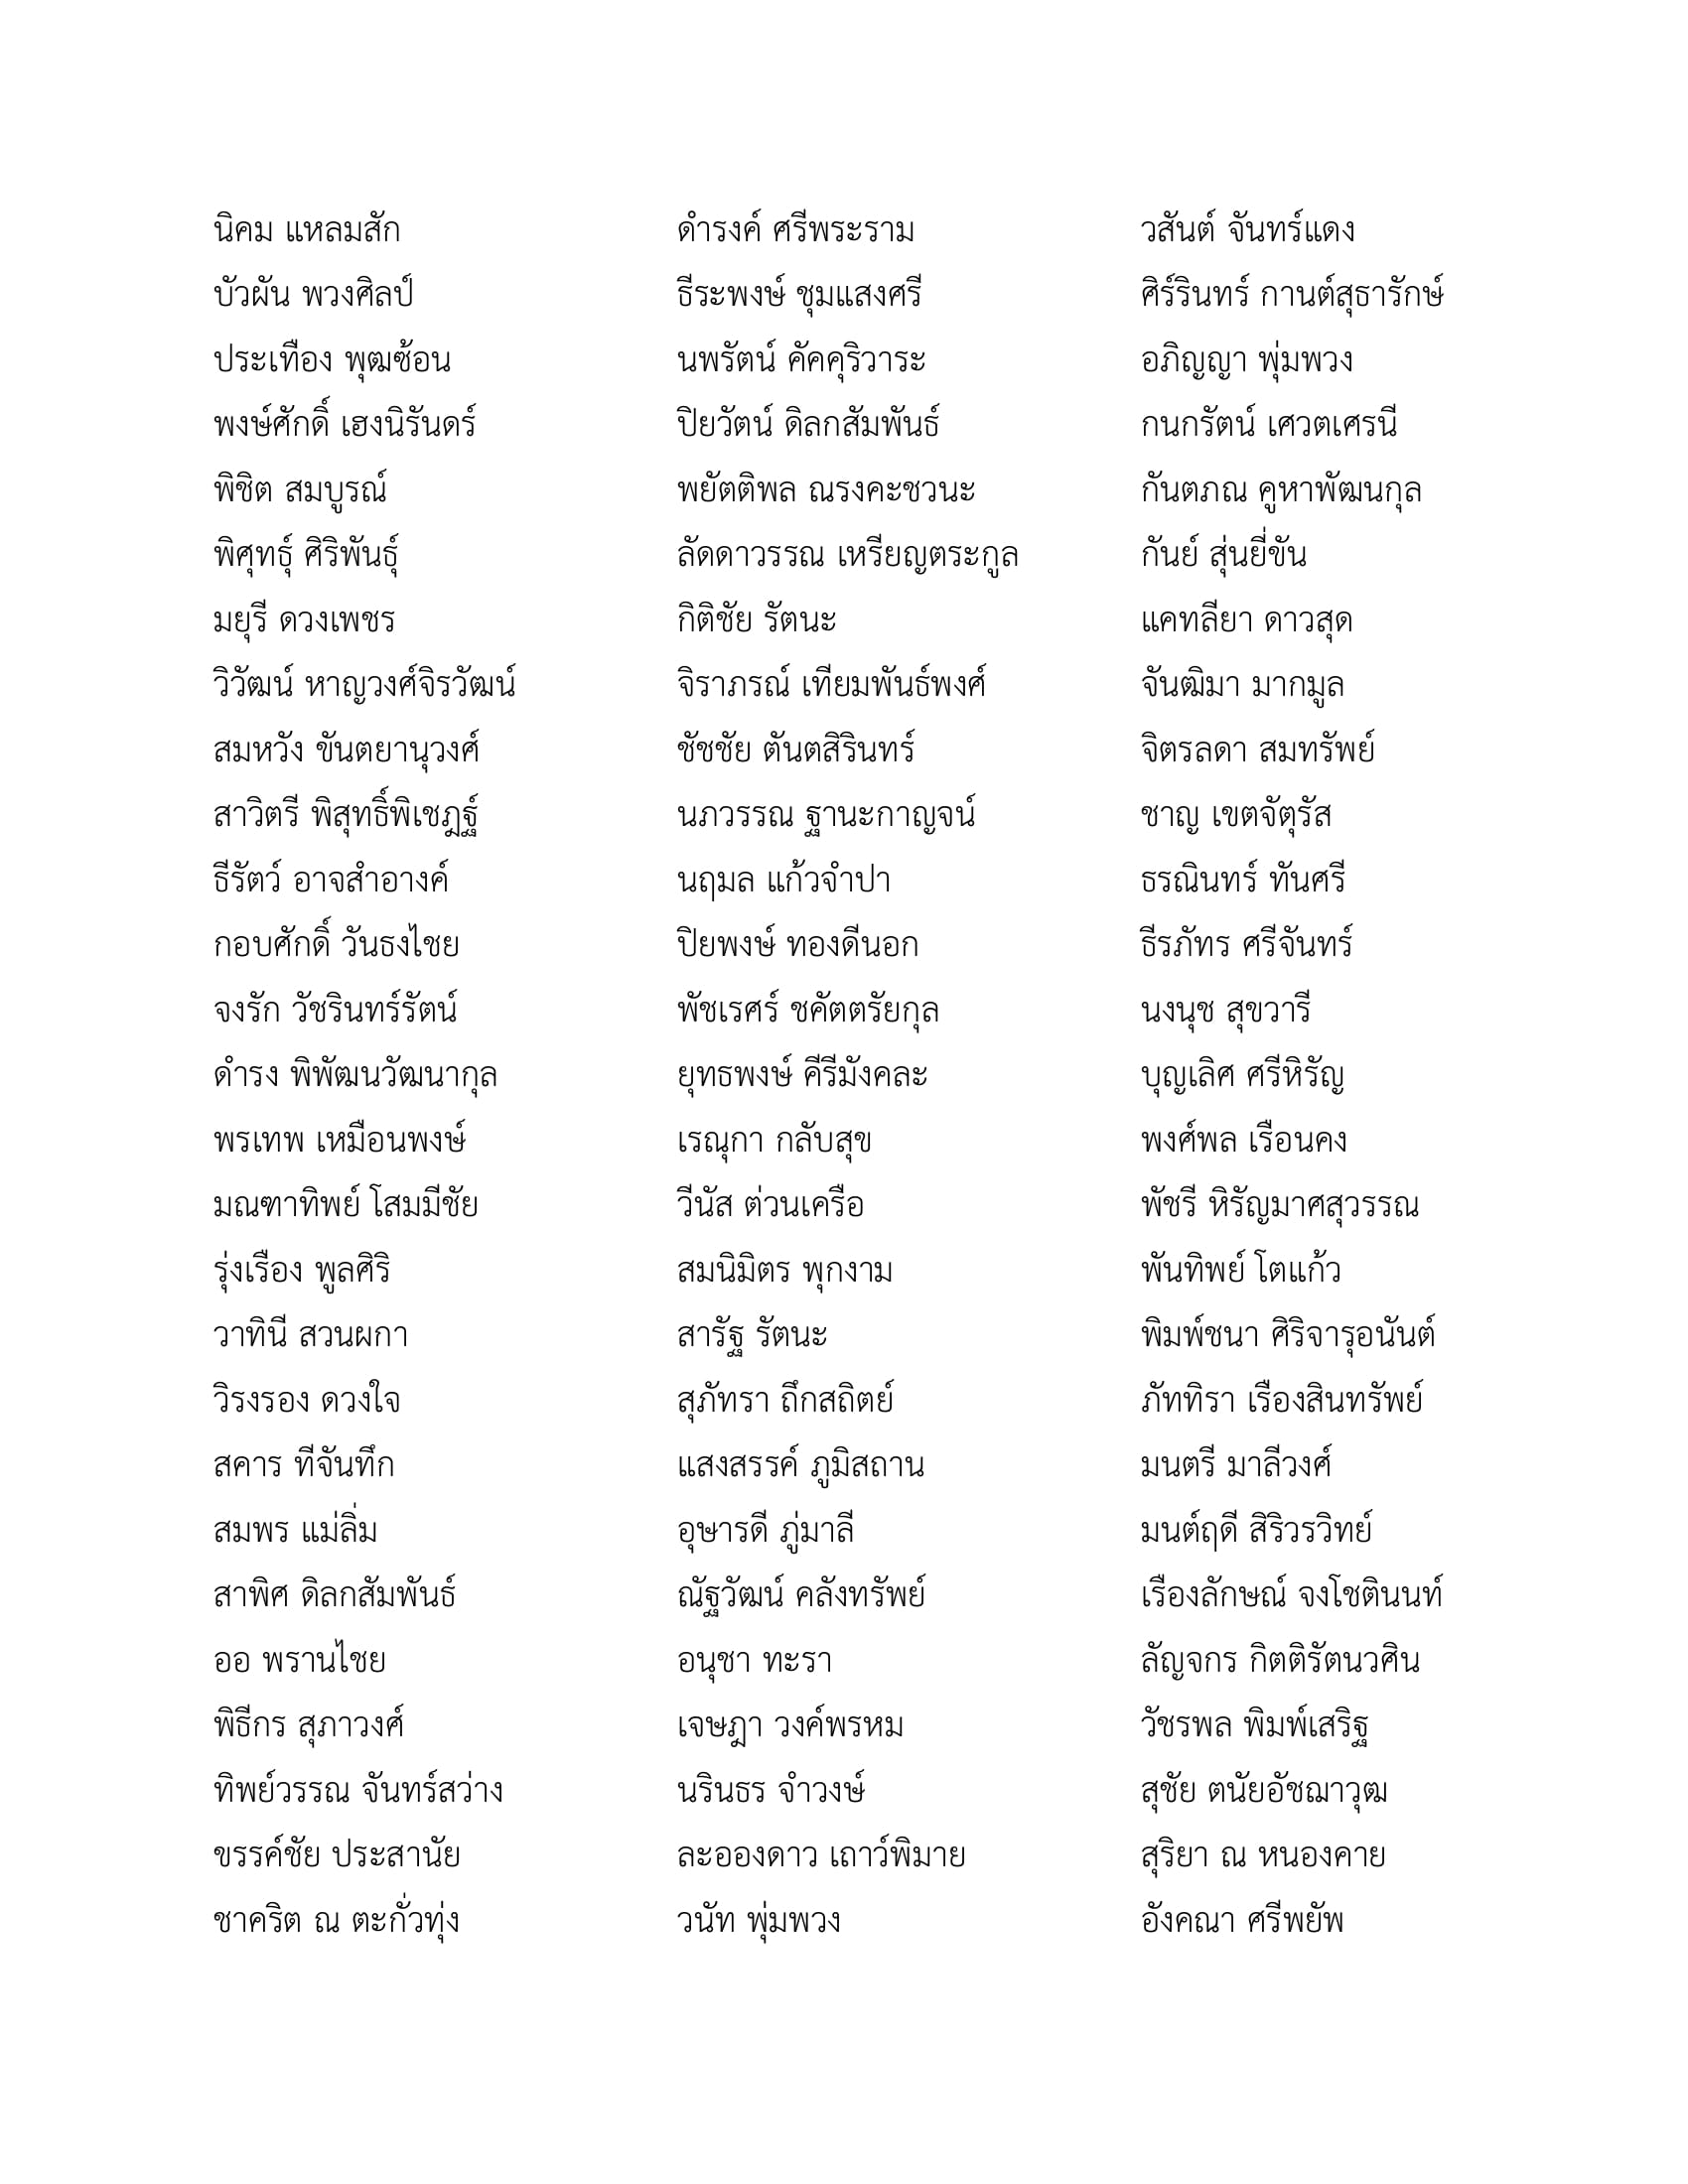 นิคม แหลมสัก
บัวผัน พวงศิลป์
ประเทือง พุฒซ้อน
พงษ์ศักดิ์ เฮงนิรันดร์
พิชิต สมบูรณ์
พิศุทธุ์ ศิริพันธุ์
มยุรี ดวงเพชร
วิวัฒน์ หาญวงศ์จิรวัฒน์
สมหวัง ขันตยานุวงศ์
สาวิตรี พิสุทธิ์พิเชฎฐ์
ธีรัตว์ อาจสำอางค์
กอบศักดิ์ วันธงไชย
จงรัก วัชรินทร์รัตน์
ดำรง พิพัฒนวัฒนากุล
พรเทพ เหมือนพงษ์
มณฑาทิพย์ โสมมีชัย
รุ่งเรือง พูลศิริ
วาทินี สวนผกา
วิรงรอง ดวงใจ
สคาร ทีจันทึก
สมพร แม่ลิ่ม
สาพิศ ดิลกสัมพันธ์
ออ พรานไชย
พิธีกร สุภาวงศ์
ทิพย์วรรณ จันทร์สว่าง
ขรรค์ชัย ประสานัย
ชาคริต ณ ตะกั่วทุ่ง
ดำรงค์ ศรีพระราม
ธีระพงษ์ ชุมแสงศรี
นพรัตน์ คัคคุริวาระ
ปิยวัตน์ ดิลกสัมพันธ์
พยัตติพล ณรงคะชวนะ
ลัดดาวรรณ เหรียญตระกูล
กิติชัย รัตนะ
จิราภรณ์ เทียมพันธ์พงศ์
ชัชชัย ตันตสิรินทร์
นภวรรณ ฐานะกาญจน์
นฤมล แก้วจำปา
ปิยพงษ์ ทองดีนอก
พัชเรศร์ ชคัตตรัยกุล
ยุทธพงษ์ คีรีมังคละ
เรณุกา กลับสุข
วีนัส ต่วนเครือ
สมนิมิตร พุกงาม
สารัฐ รัตนะ
สุภัทรา ถึกสถิตย์
แสงสรรค์ ภูมิสถาน
อุษารดี ภู่มาลี
ณัฐวัฒน์ คลังทรัพย์
อนุชา ทะรา
เจษฎา วงค์พรหม
นรินธร จำวงษ์
ละอองดาว เถาว์พิมาย
วนัท พุ่มพวง
วสันต์ จันทร์แดง
ศิร์รินทร์ กานต์สุธารักษ์
อภิญญา พุ่มพวง
กนกรัตน์ เศวตเศรนี
กันตภณ คูหาพัฒนกุล
กันย์ สุ่นยี่ขัน
แคทลียา ดาวสุด
จันฒิมา มากมูล
จิตรลดา สมทรัพย์
ชาญ เขตจัตุรัส
ธรณินทร์ ทันศรี
ธีรภัทร ศรีจันทร์
นงนุช สุขวารี
บุญเลิศ ศรีหิรัญ
พงศ์พล เรือนคง
พัชรี หิรัญมาศสุวรรณ
พันทิพย์ โตแก้ว
พิมพ์ชนา ศิริจารุอนันต์
ภัททิรา เรืองสินทรัพย์
มนตรี มาลีวงศ์
มนต์ฤดี สิริวรวิทย์
เรืองลักษณ์ จงโชตินนท์
ลัญจกร กิตติรัตนวศิน
วัชรพล พิมพ์เสริฐ
สุชัย ตนัยอัชฌาวุฒ
สุริยา ณ หนองคาย
อังคณา ศรีพยัพ